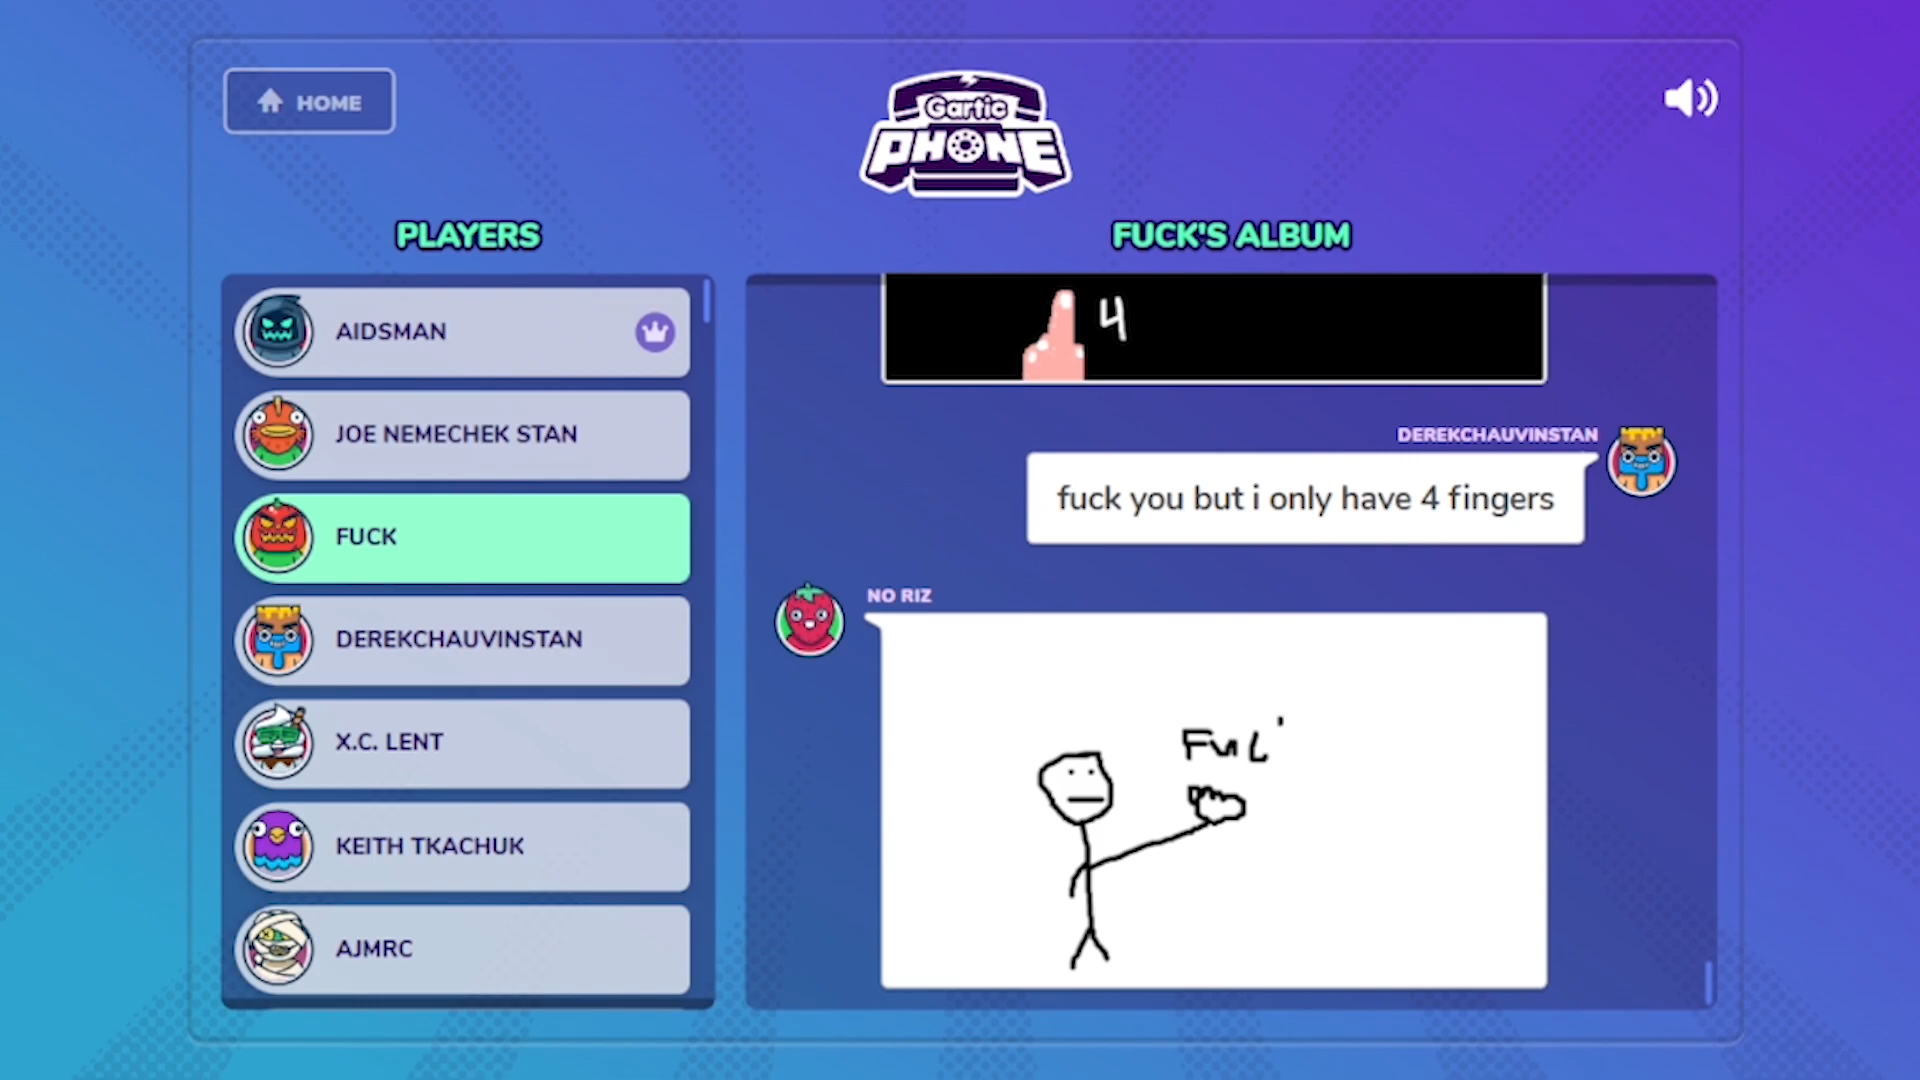 HOME
Gartic
PHONE
PLAYERS
FUCK'S ALBUM
AIDSMAN
JOE NEMECHEK STAN
FUCK
DEREKCHAUVINSTAN
X.C. LENT
KEITH TKACHUK
AJMRC
4
DEREKCHAUVINSTAN
fuck you but i only have 4 fingers
NO RIZ